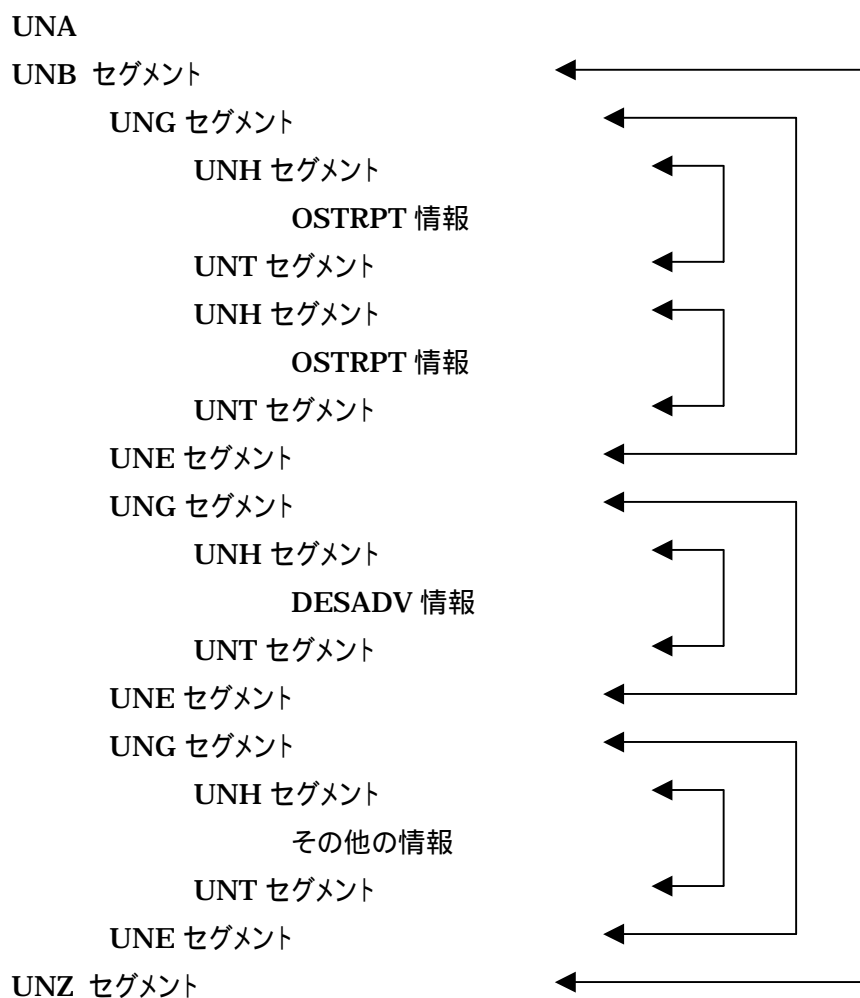 UNA
UNB セグメント
UNG セグメント
UNH セグメント
OSTRPT 情報
UNT セグメント
UNH セグメント
OSTRPT 情報
UNT セグメント
UNE セグメント
UNG セグメント
UNH セグメント
DESADV 情報
UNT セグメント
UNE セグメント
UNG セグメント
UNH セグメント
その他の情報
UNT セグメント
UNE セグメント
UNZ セグメント